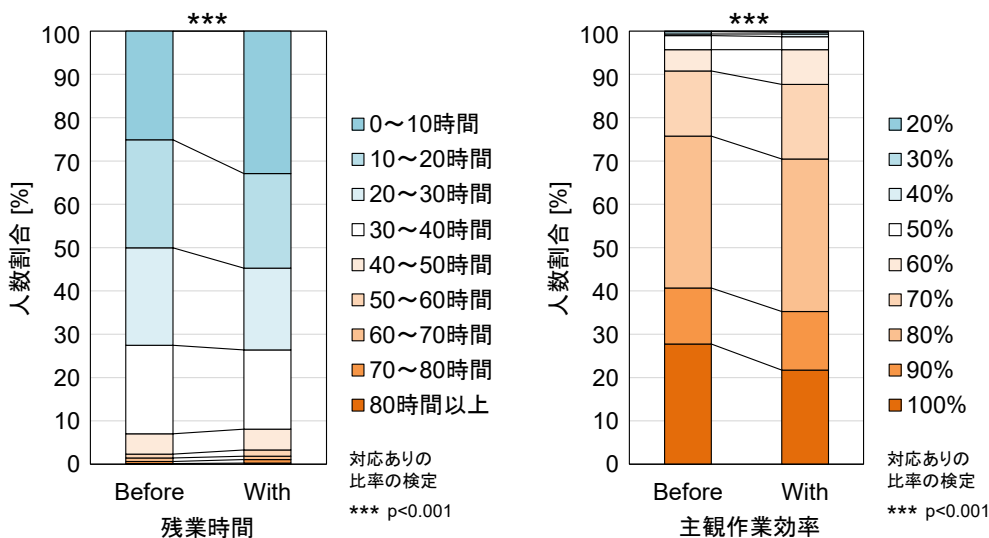 ***
100
90
80
70
60
50
40
30
20
10
0
人数割合 [%]
Before
With
残業時間
0～10時間
10～20時間
20～30時間
30～40時間
40～50時間
50～60時間
60～70時間
70～80時間
80時間以上
対応ありの
比率の検定
*** p<0.001
***
100
90
80
70
60
50
40
30
20
10
0
人数割合 [%]
Before
With
主観作業効率
20%
30%
40%
50%
60%
70%
80%
90%
100%
対応ありの
比率の検定
*** p<0.001